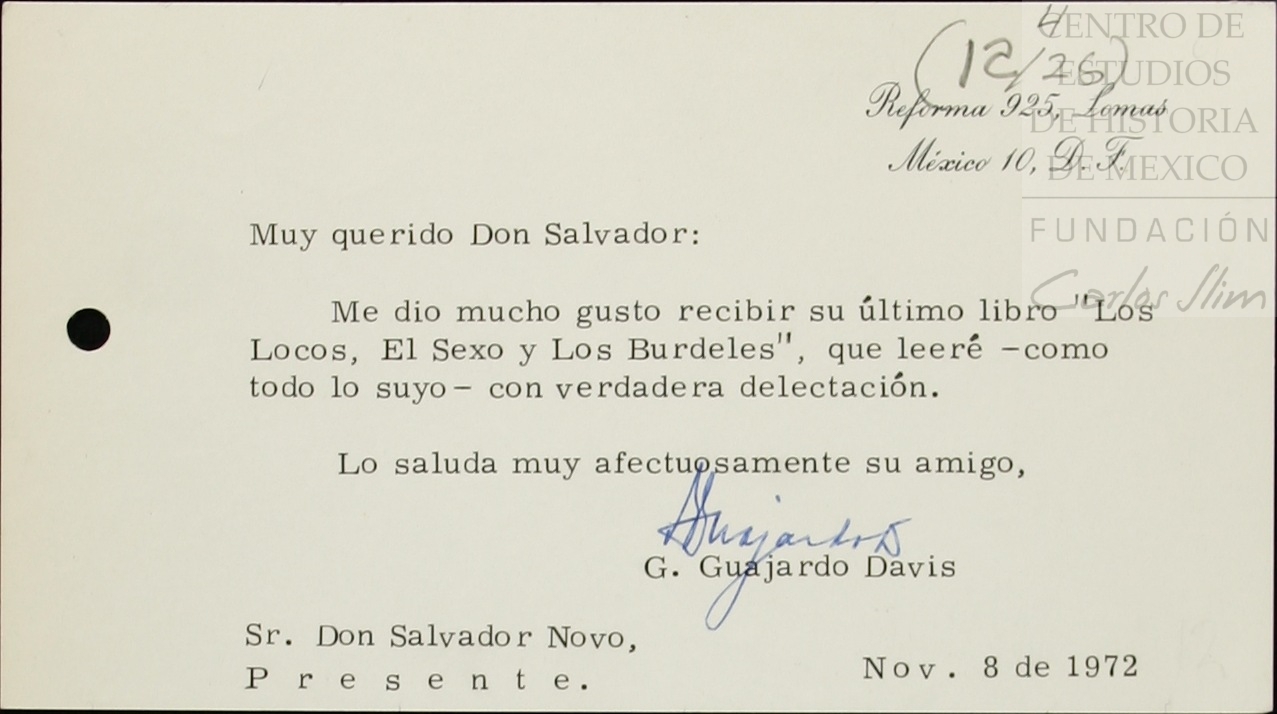 4
(12/26)
CENTRO DE
ESTUDIOS
DE HISTORIA
DE MEXICO
FUNDACIÓN
Carlos Slim
Reforma 925, Lomas
México 10, D. F.
Muy querido Don Salvador:
Me dio mucho gusto recibir su último libro "Los
Locos, El Sexo y Los Burdeles", que leeré -como
todo lo suyo- con verdadera delectación.
Lo saluda muy afectuosamente su amigo,
GuajardoD
G. Guajardo Davis
Sr. Don Salvador Novo,
P r e s e n t e.
Nov. 8 de 1972